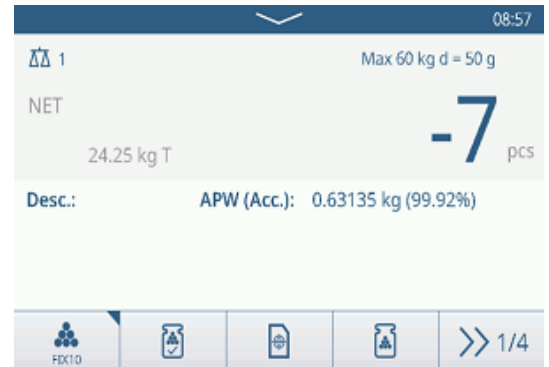 08:57
1
Max 60 kg d = 50 g
NET
-7 pcs
24.25 kg T
Desc.: APW (Acc.): 0.63135 kg (99.92%)
FIX10
1/4